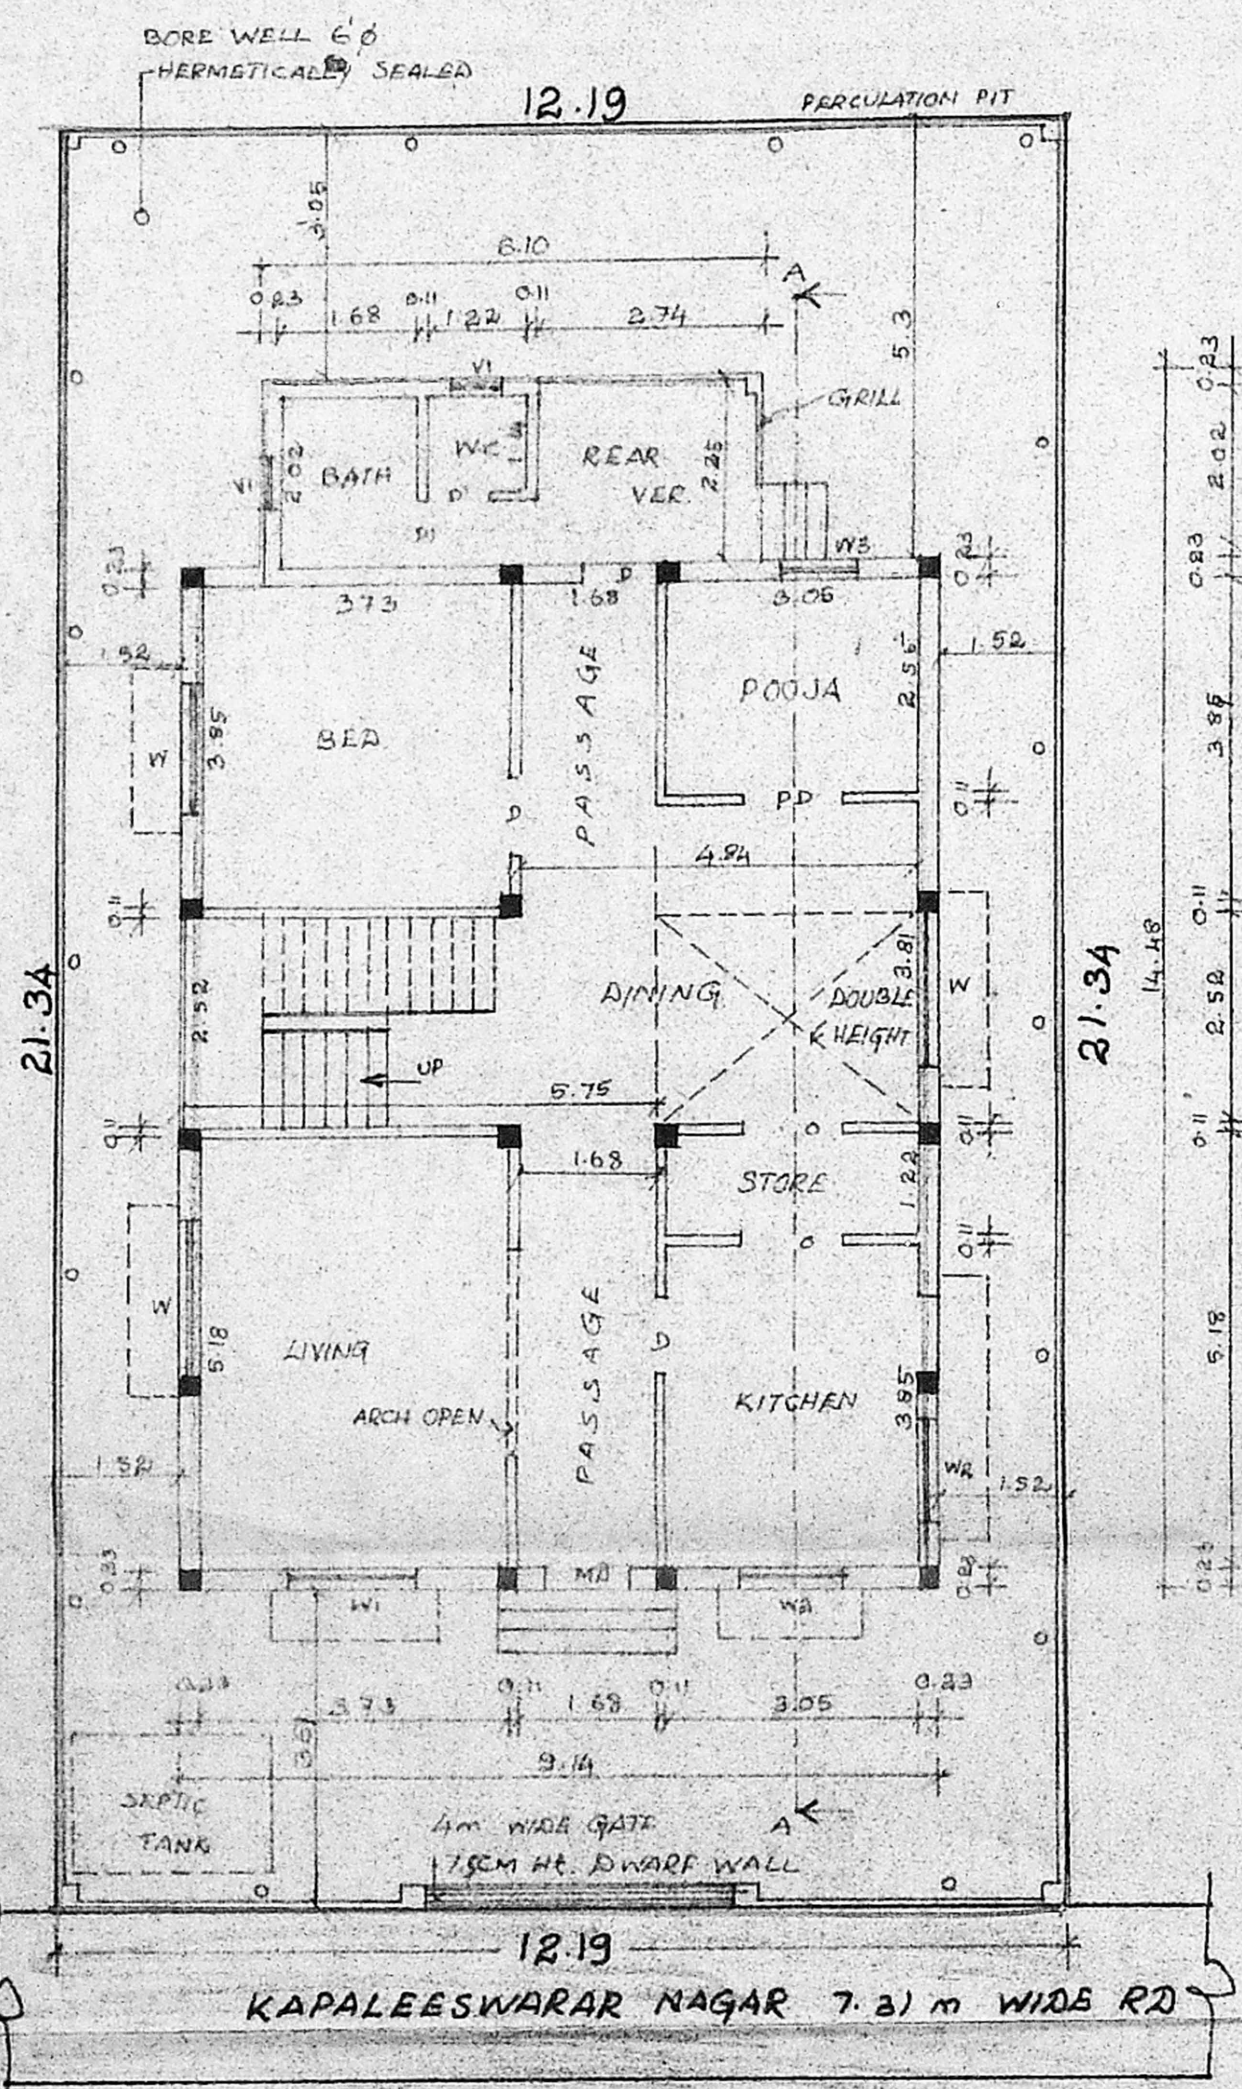 BORE WELL 6'ϕ
HERMETICALLY SEALED
12.19
PERCULATION PIT
3.05
6.10
A
0.23
1.68
0.11
1.22
0.11
2.74
5.3
V1
GRILL
BATH
W.C
REAR
VER.
2.02
2.25
V1
D
D1
W3
0.23
0.23
3.73
D
1.68
3.05
1.52
1.52
POOJA
2.56
BED
PASSAGE
W
3.85
PD
0.11
D
4.84
0.11
21.34
2.52
DINING
3.81
DOUBLE
HEIGHT
W
21.34
UP
5.75
0.11
O
0.11
1.68
STORE
1.22
0.11
O
W
LIVING
5.18
PASSAGE
D
ARCH OPEN
KITCHEN
3.85
1.52
W2
1.52
0.33
MD
0.23
W1
0.23
3.73
0.11
1.68
0.11
3.05
0.23
9.14
SEPTIC
TANK
4m WIDE GATE
A
75CM Ht. DWARF WALL
14.48
0.23
2.02
0.23
3.85
0.11
2.52
0.11
5.18
0.23
12.19
KAPALEESWARAR NAGAR 7.31 m WIDE RD